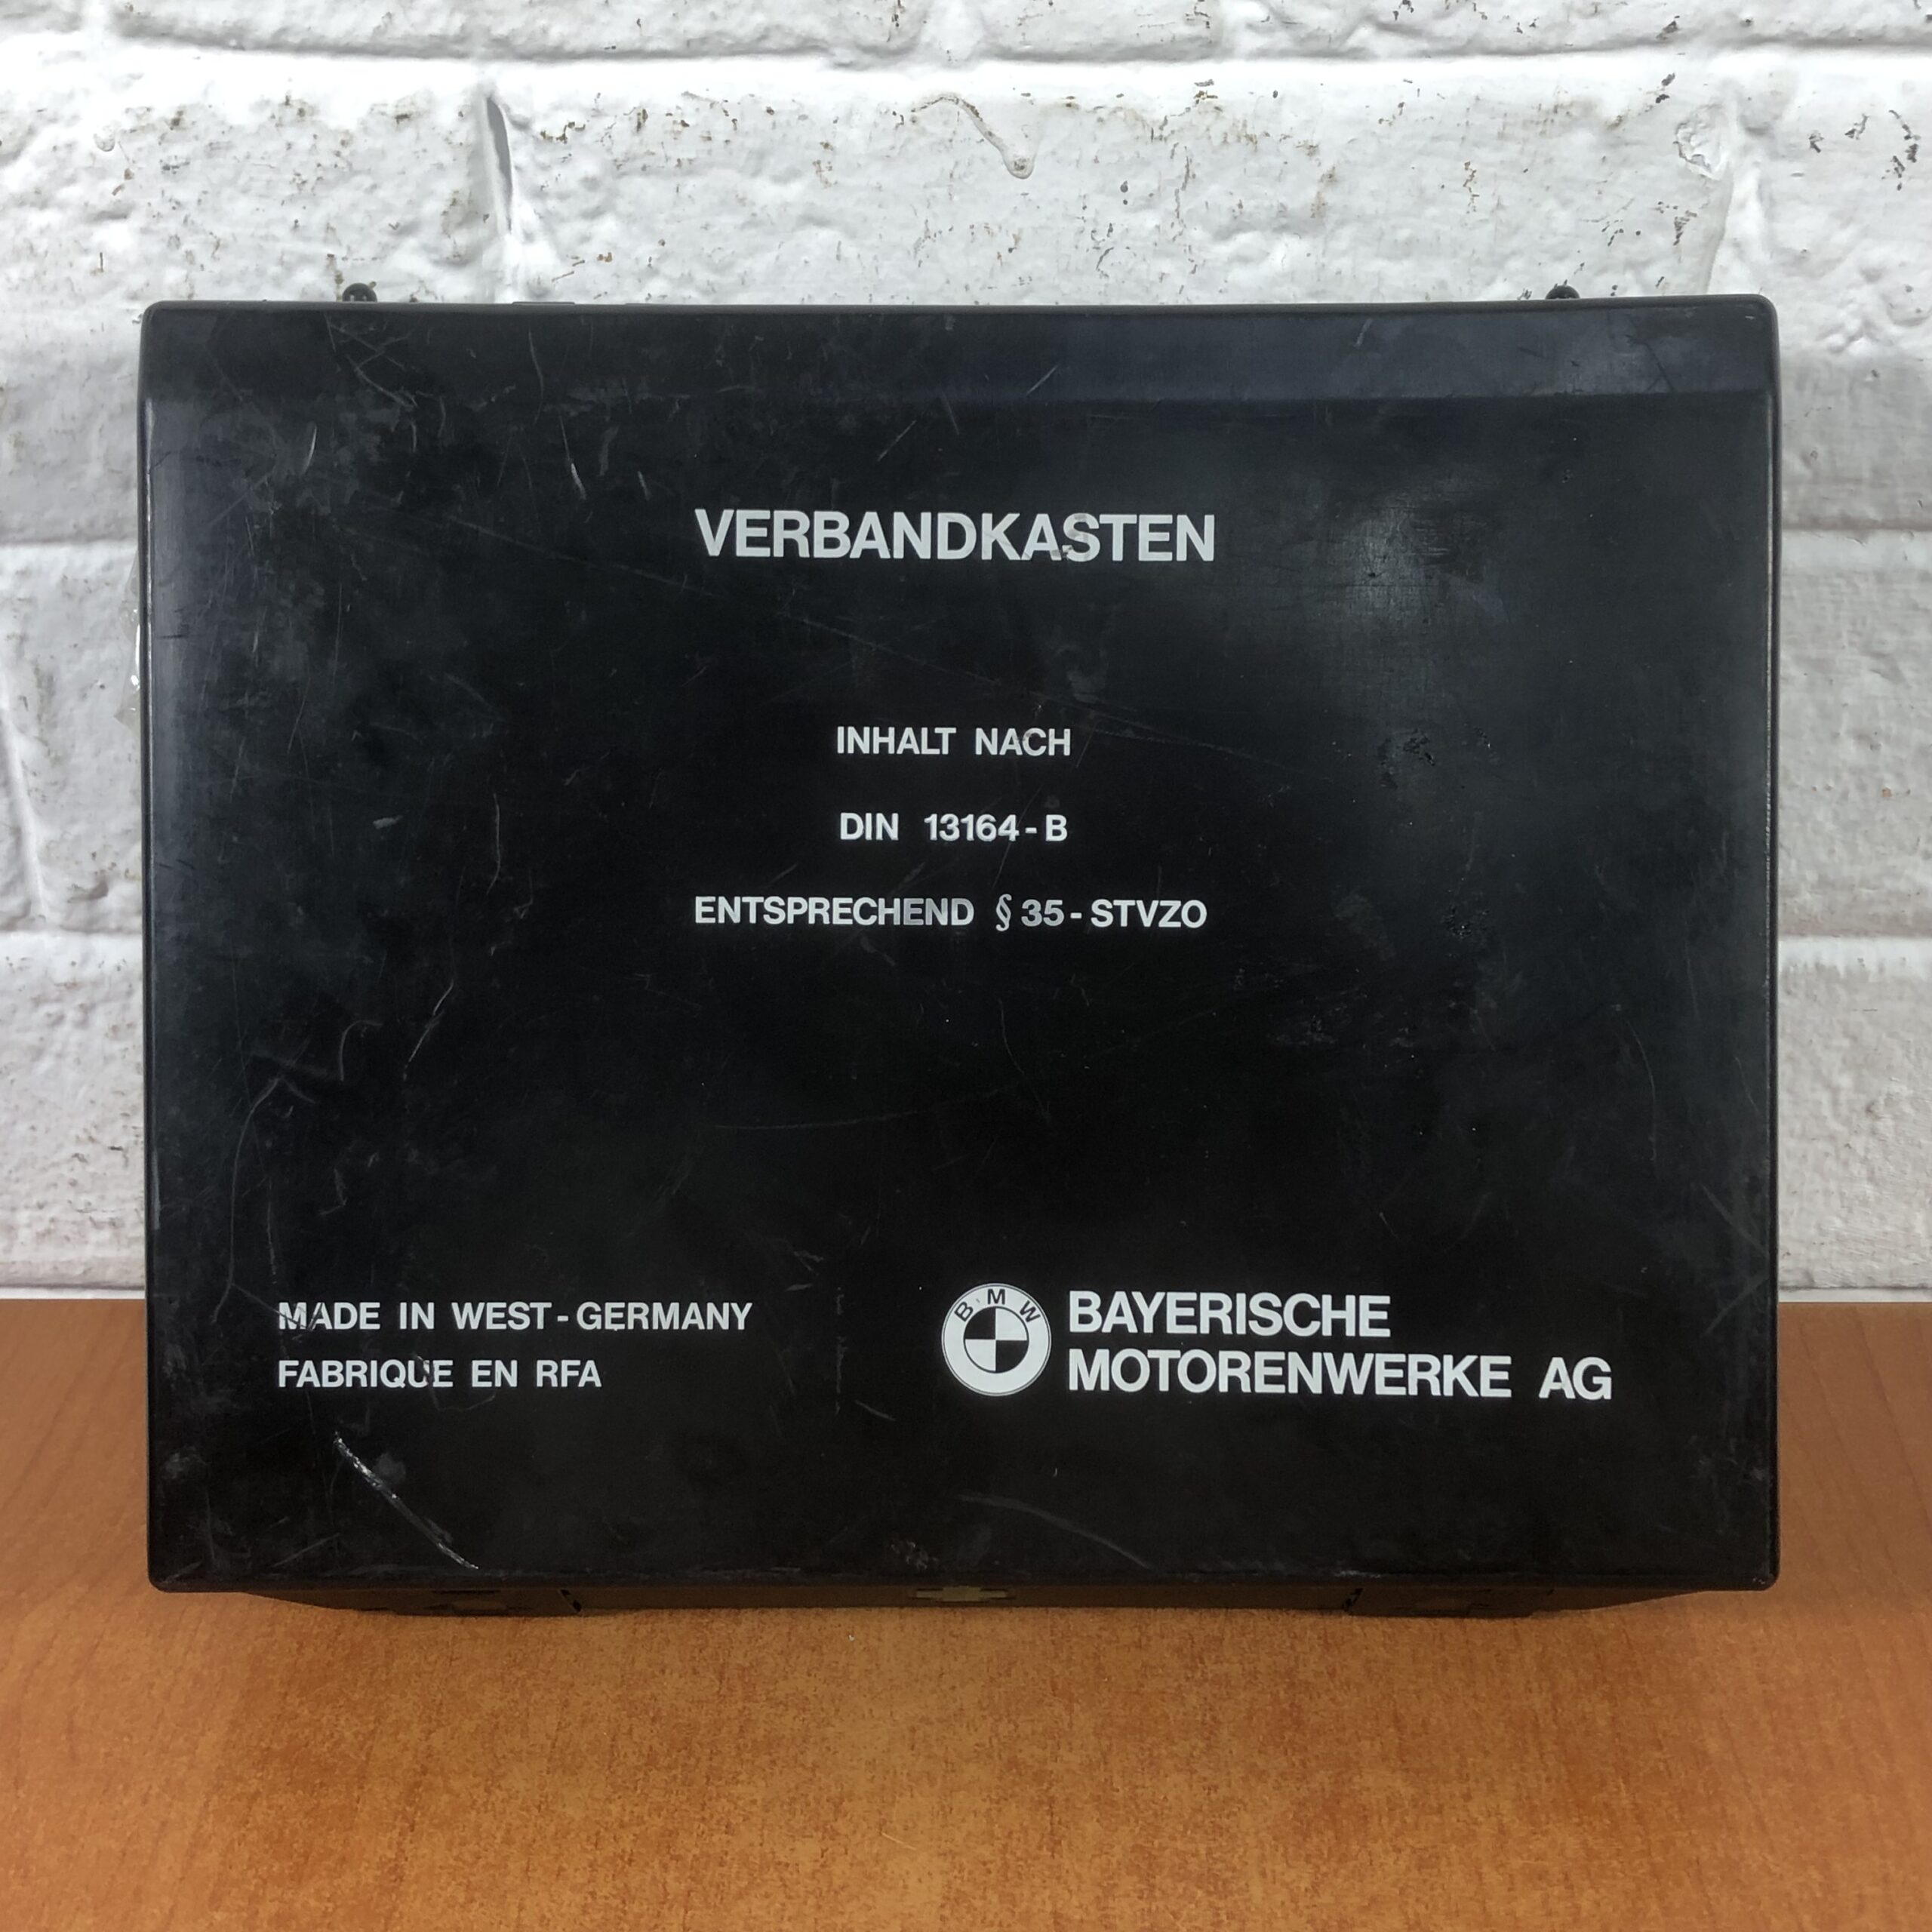 VERBANDKASTEN
INHALT NACH
DIN 13164-B
ENTSPRECHEND § 35-STVZO
MADE IN WEST-GERMANY
FABRIQUE EN RFA
BMW
BAYERISCHE
MOTORENWERKE AG